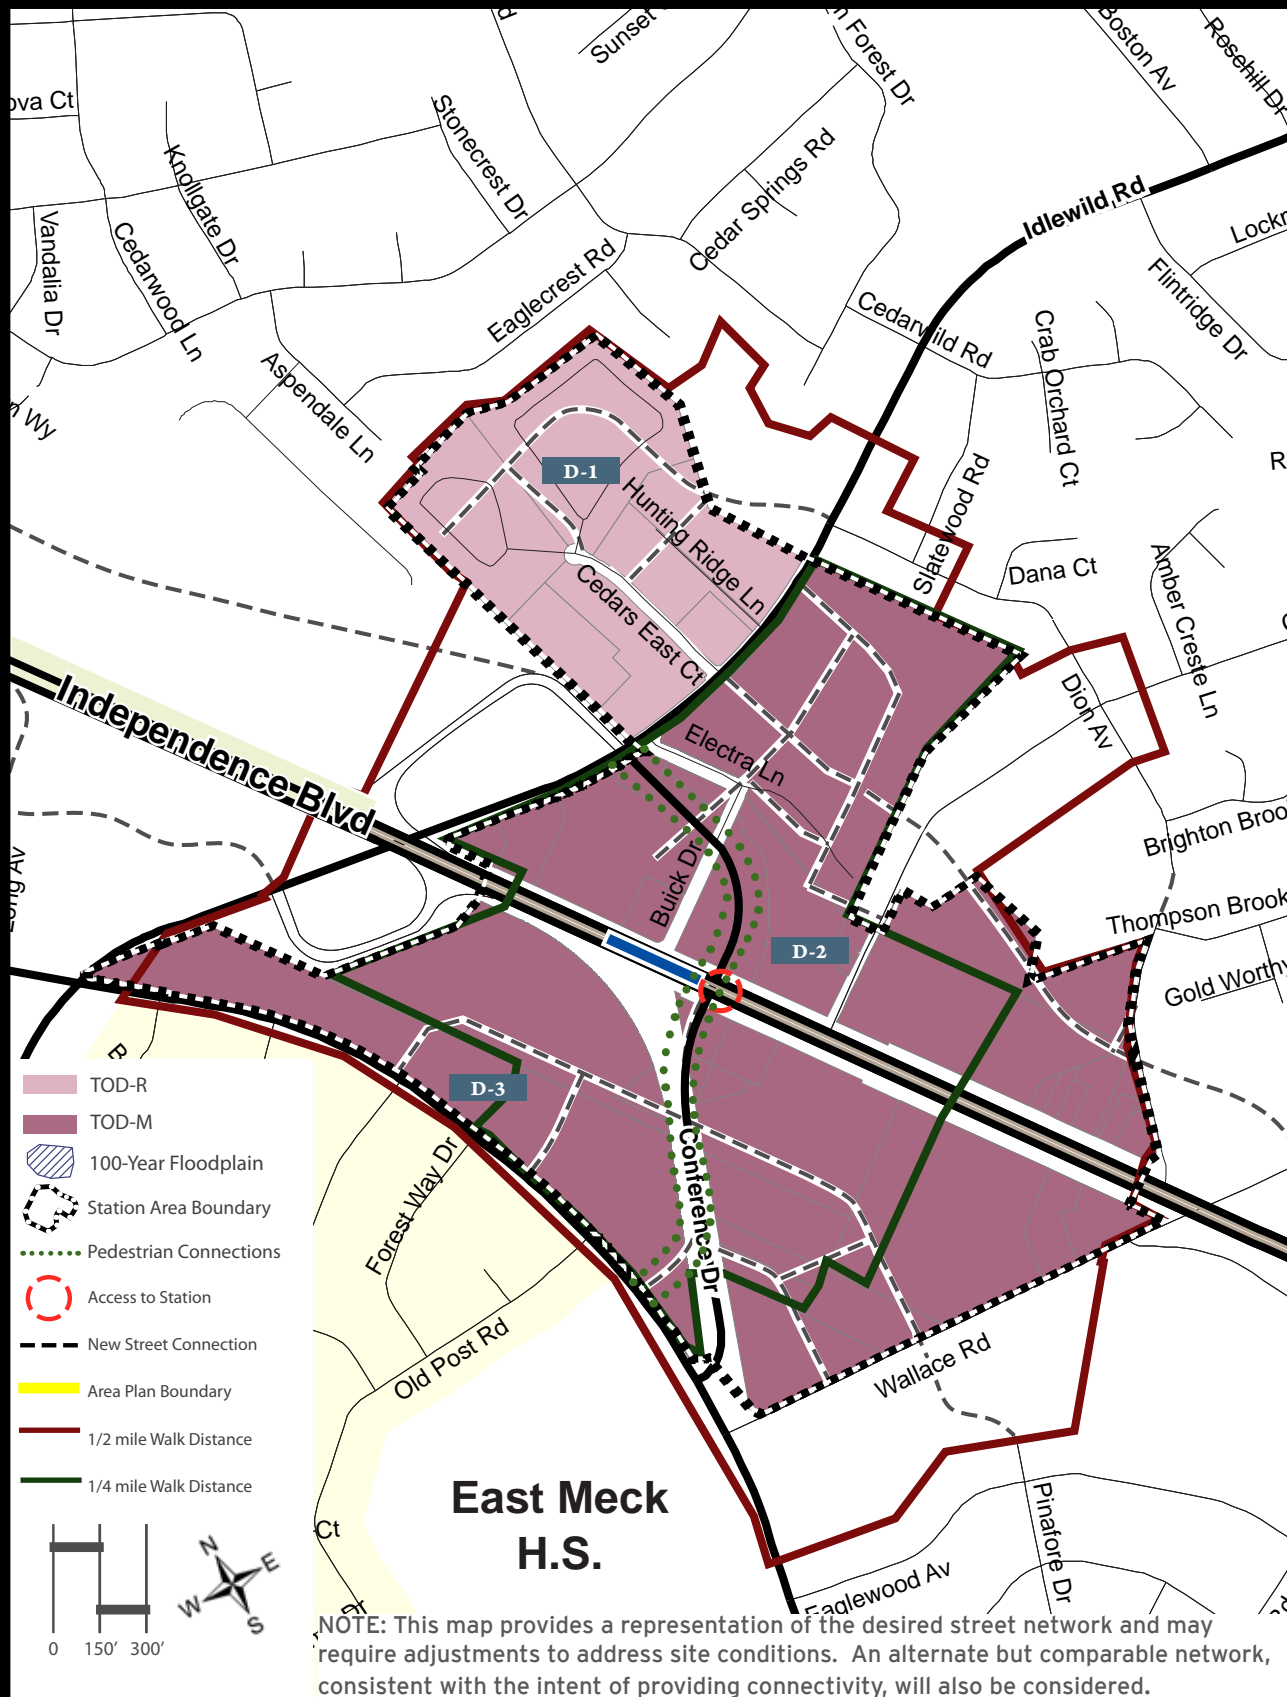 Sunset
Forest Dr
Boston Av
Rosehill Dr
ova Ct
Stonecrest Dr
Knollgate Dr
Cedar Springs Rd
Idlewild Rd
Vandalia Dr
Cedarwood Ln
Eaglecrest Rd
Lockr
Flintridge Dr
Cedarwild Rd
Crab Orchard Ct
Aspendale Ln
n Wy
D-1
R
Hunting Ridge Ln
Slatewood Rd
Dana Ct
Amber Creste Ln
Cedars East Ct
Independence Blvd
Dion Av
Electra Ln
Brighton Broo
Long Av
Buick Dr
Thompson Brook
D-2
Gold Worthy
D-3
Conference Dr
Forest Way Dr
Old Post Rd
Wallace Rd
TOD-R
TOD-M
100-Year Floodplain
Station Area Boundary
Pedestrian Connections
Access to Station
New Street Connection
Area Plan Boundary
1/2 mile Walk Distance
1/4 mile Walk Distance
East Meck
H.S.
Pinafore Dr
Ct
Eaglewood Av
Dr
N
E
W
S
0 150’ 300’
NOTE: This map provides a representation of the desired street network and may
require adjustments to address site conditions. An alternate but comparable network,
consistent with the intent of providing connectivity, will also be considered.